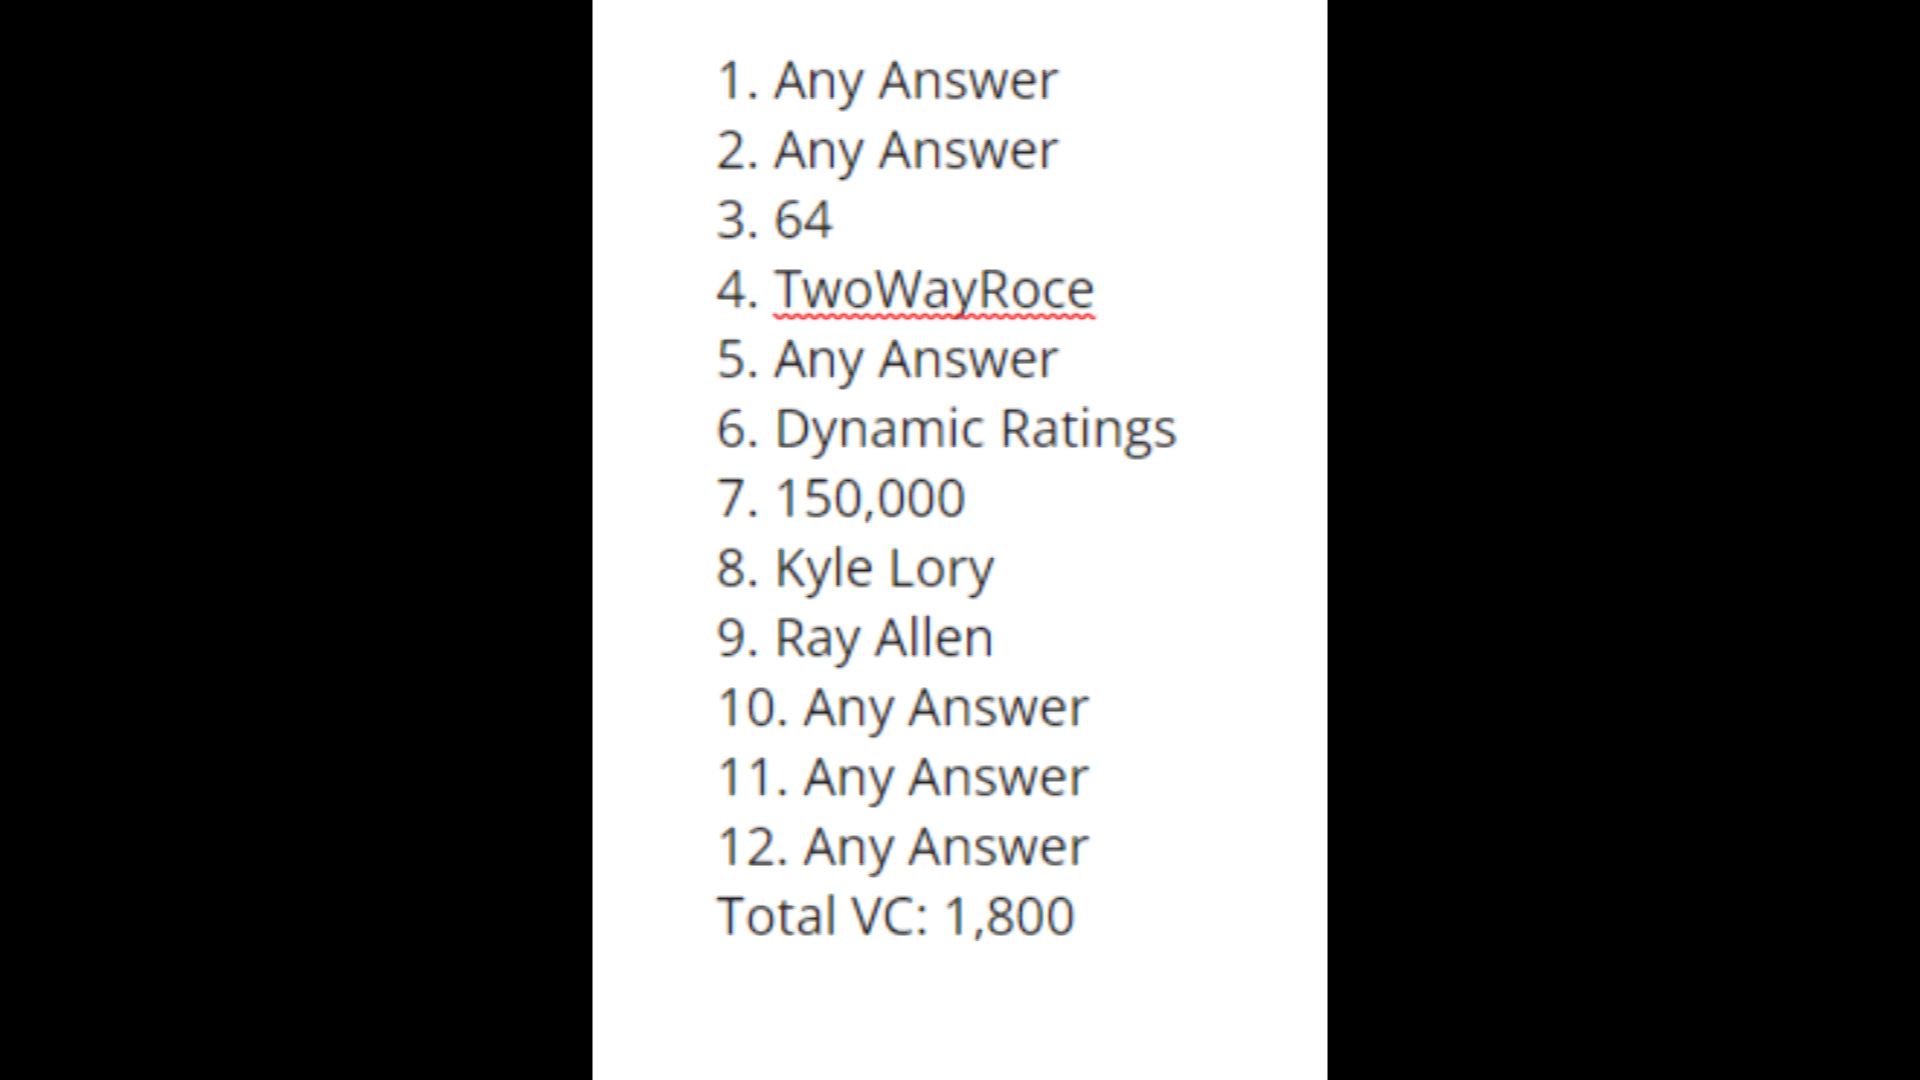 1. Any Answer
2. Any Answer
3. 64
4. TwoWayRoce
5. Any Answer
6. Dynamic Ratings
7. 150,000
8. Kyle Lory
9. Ray Allen
10. Any Answer
11. Any Answer
12. Any Answer
Total VC: 1,800